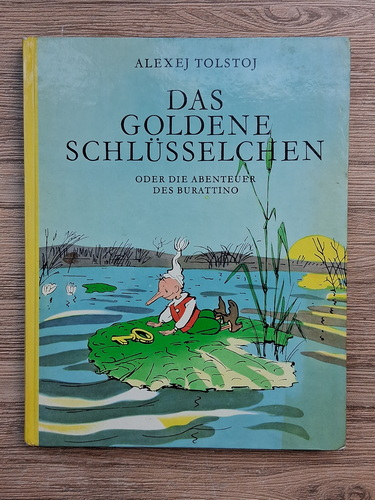 ALEXEJ TOLSTOJ
DAS
GOLDENE
SCHLÜSSELCHEN
ODER DIE ABENTEUER
DES BURATTINO